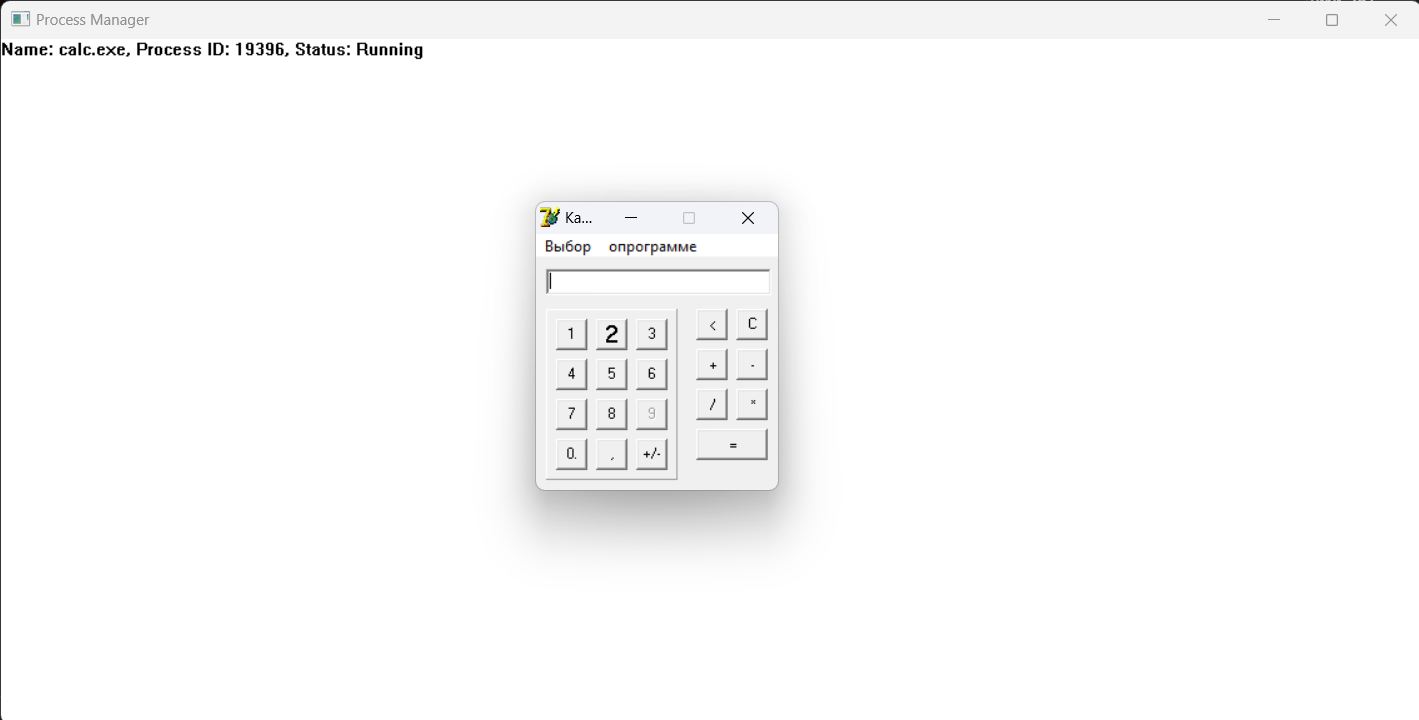 Process Manager
Name: calc.exe, Process ID: 19396, Status: Running
Ка...
Выбор опрограмме
1 2 3 < C
4 5 6 + -
7 8 9 / *
0. , +/- =